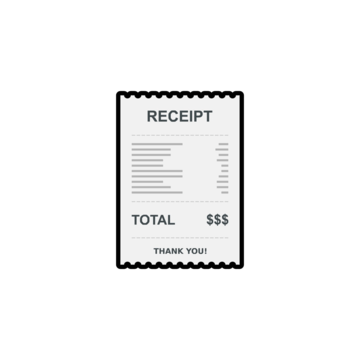 RECEIPT
TOTAL $$$
THANK YOU!